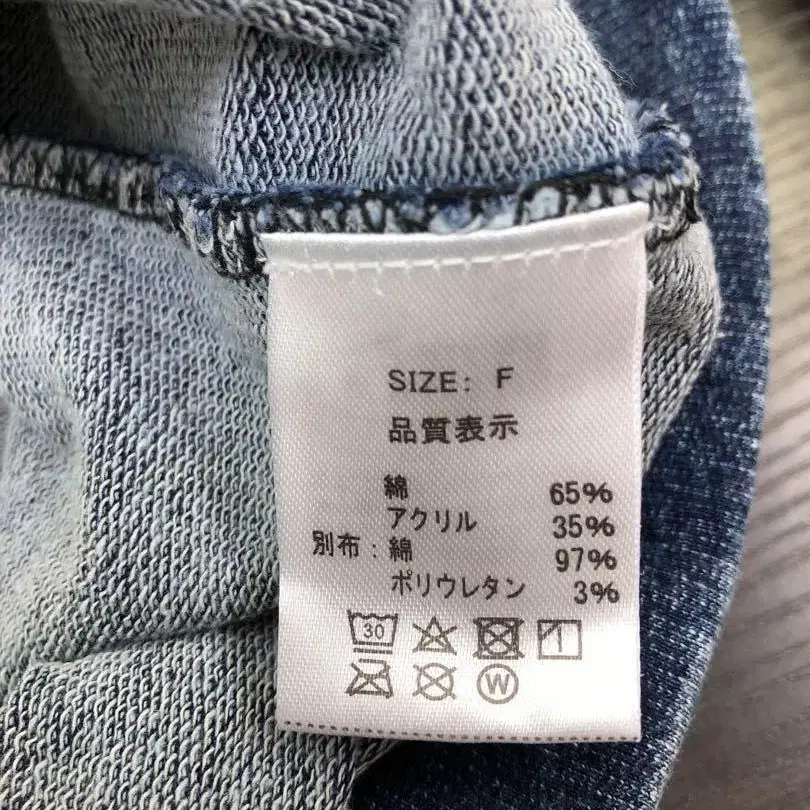 SIZE: F
品質表示
綿 65%
アクリル 35%
別布:綿 97%
ポリウレタン 3%
30
W